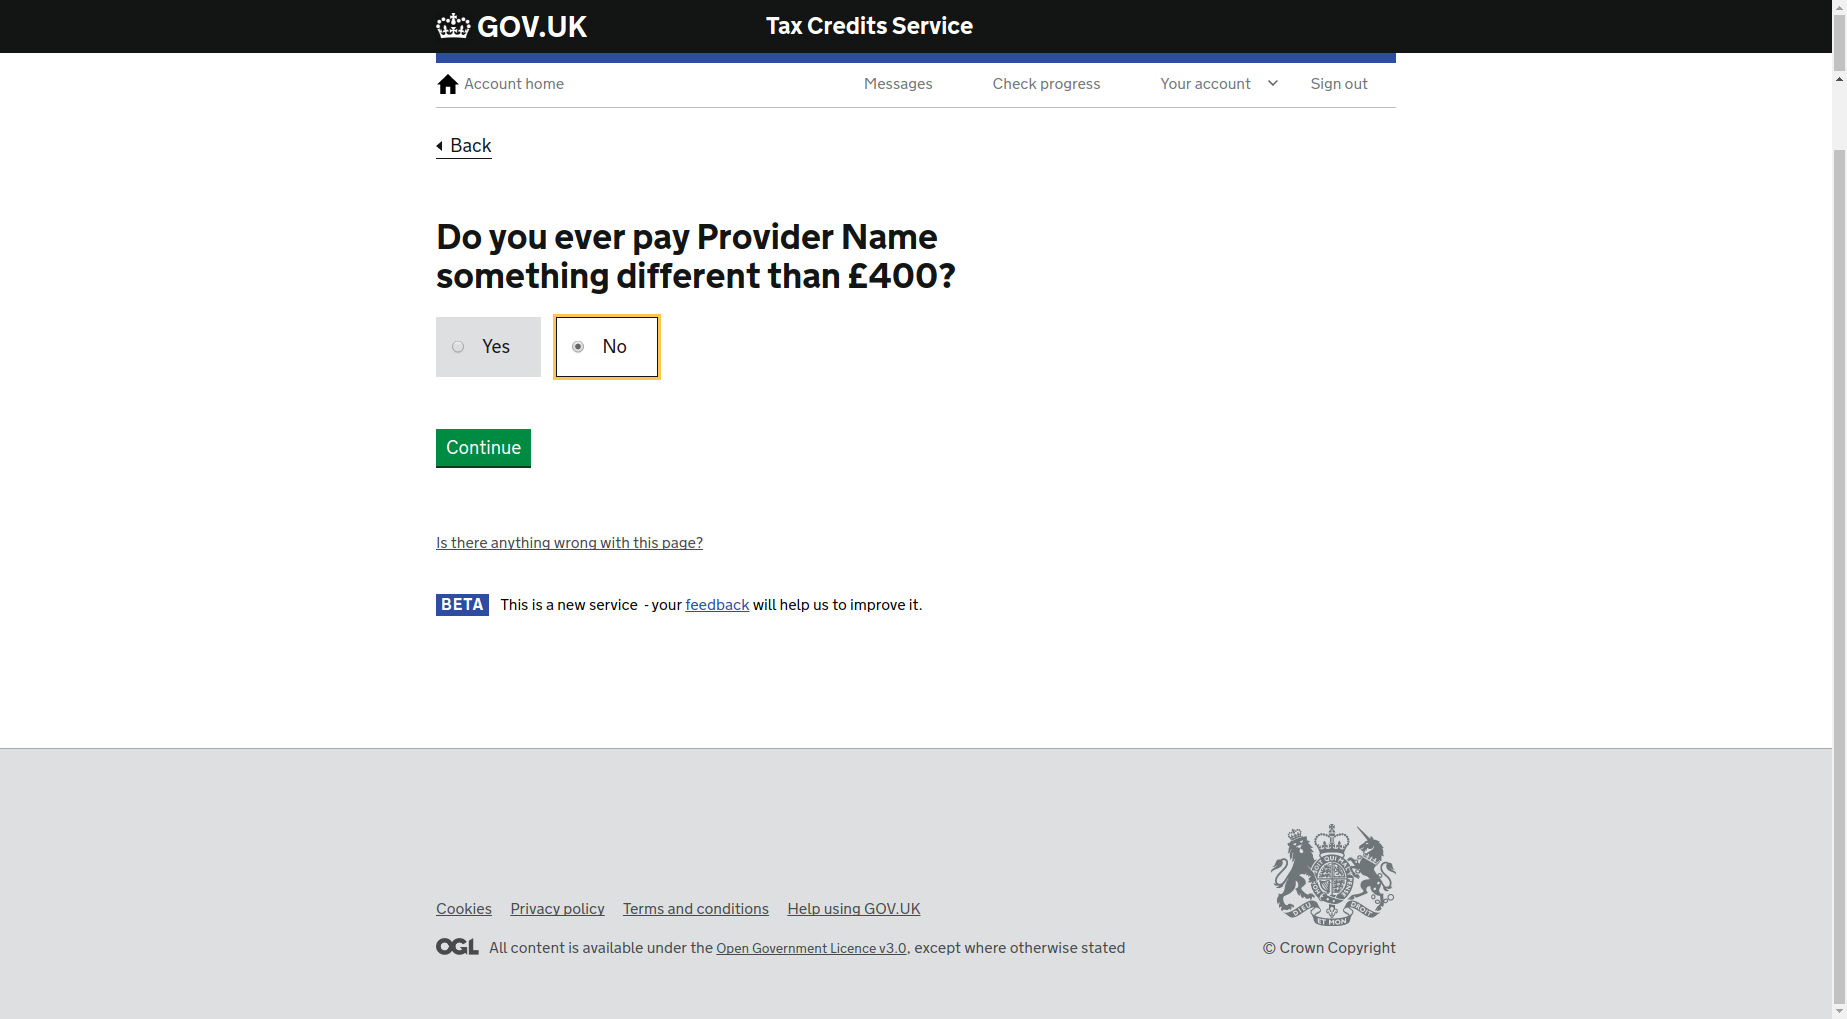 GOV.UK
Tax Credits Service
Account home
Messages
Check progress
Your account
Sign out
Back
Do you ever pay Provider Name
something different than £400?
Yes
No
Continue
Is there anything wrong with this page?
BETA This is a new service - your feedback will help us to improve it.
Cookies
Privacy policy
Terms and conditions
Help using GOV.UK
OGL All content is available under the Open Government Licence v3.0, except where otherwise stated
© Crown Copyright